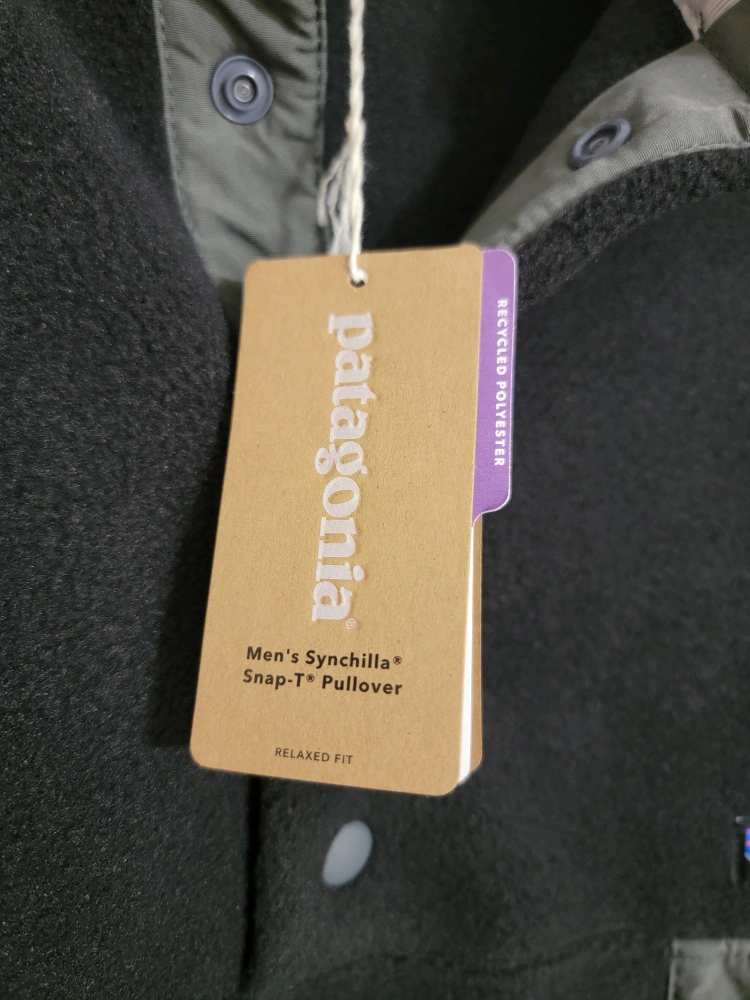 patagonia®
Men's Synchilla®
Snap-T® Pullover
RELAXED FIT
RECYCLED POLYESTER